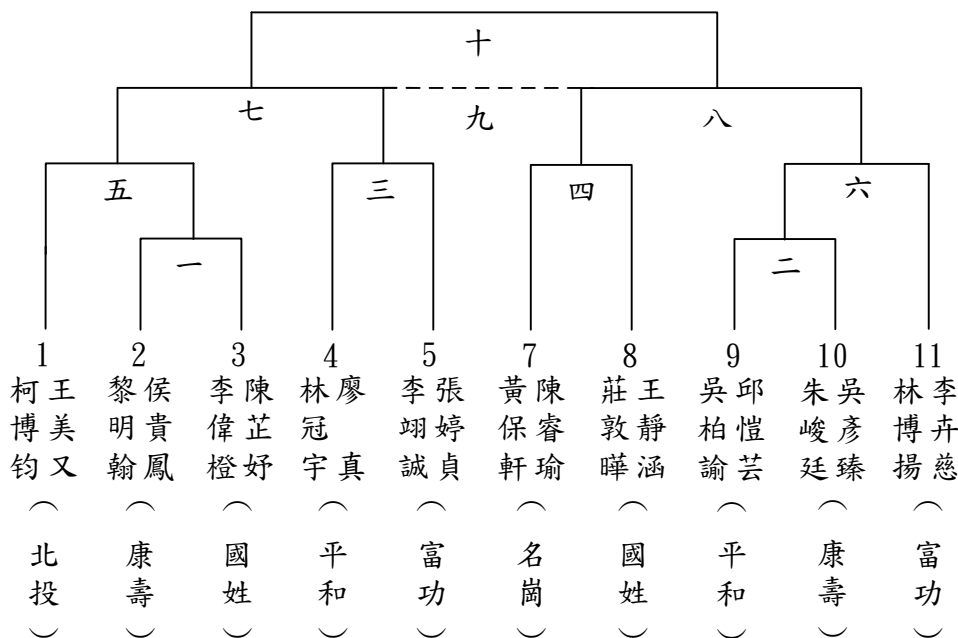 十
七 九 八
五 三 四 六
一 二
1 2 3 4 5 7 8 9 10 11
柯博鈞 王美又 (北投)
黎明翰 侯貴鳳 (康壽)
李偉橙 陳芷妤 (國姓)
林冠宇 廖真 (平和)
李翊誠 張婷貞 (富功)
黃保軒 陳睿瑜 (名崗)
莊敦曄 王靜涵 (國姓)
吳柏諭 邱愷芸 (平和)
朱峻廷 吳彥臻 (康壽)
林博揚 李卉慈 (富功)